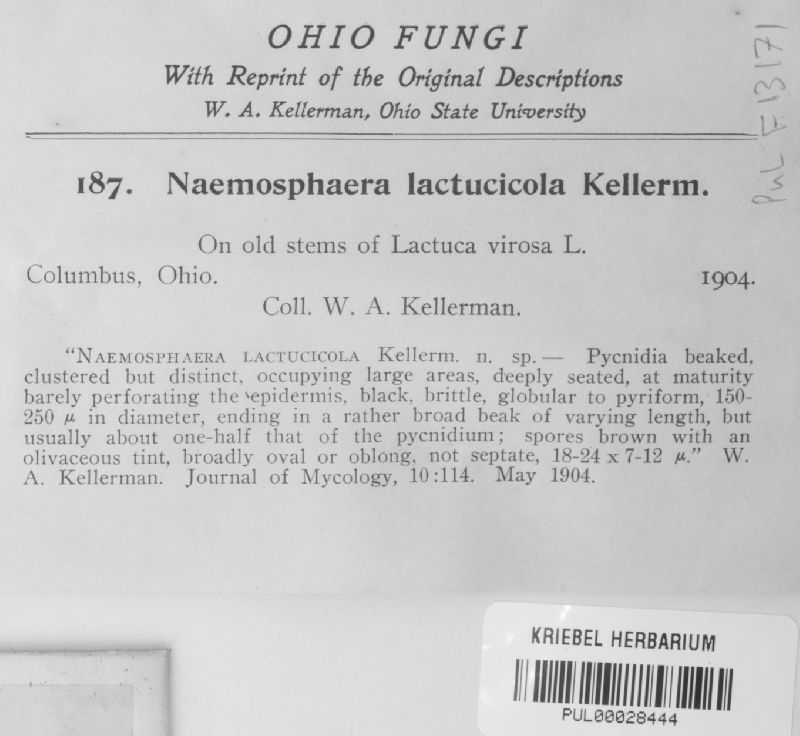 OHIO FUNGI
With Reprint of the Original Descriptions
W. A. Kellerman, Ohio State University
PuL F13171
187. Naemosphaera lactucicola Kellerm.
On old stems of Lactuca virosa L.
Columbus, Ohio. 1904.
Coll. W. A. Kellerman.
"NAEMOSPHAERA LACTUCICOLA Kellerm. n. sp.— Pycnidia beaked,
clustered but distinct, occupying large areas, deeply seated, at maturity
barely perforating the epidermis, black, brittle, globular to pyriform, 150-
250 µ in diameter, ending in a rather broad beak of varying length, but
usually about one-half that of the pycnidium; spores brown with an
olivaceous tint, broadly oval or oblong, not septate, 18-24 x 7-12 µ." W.
A. Kellerman. Journal of Mycology, 10:114. May 1904.
KRIEBEL HERBARIUM
PUL00028444